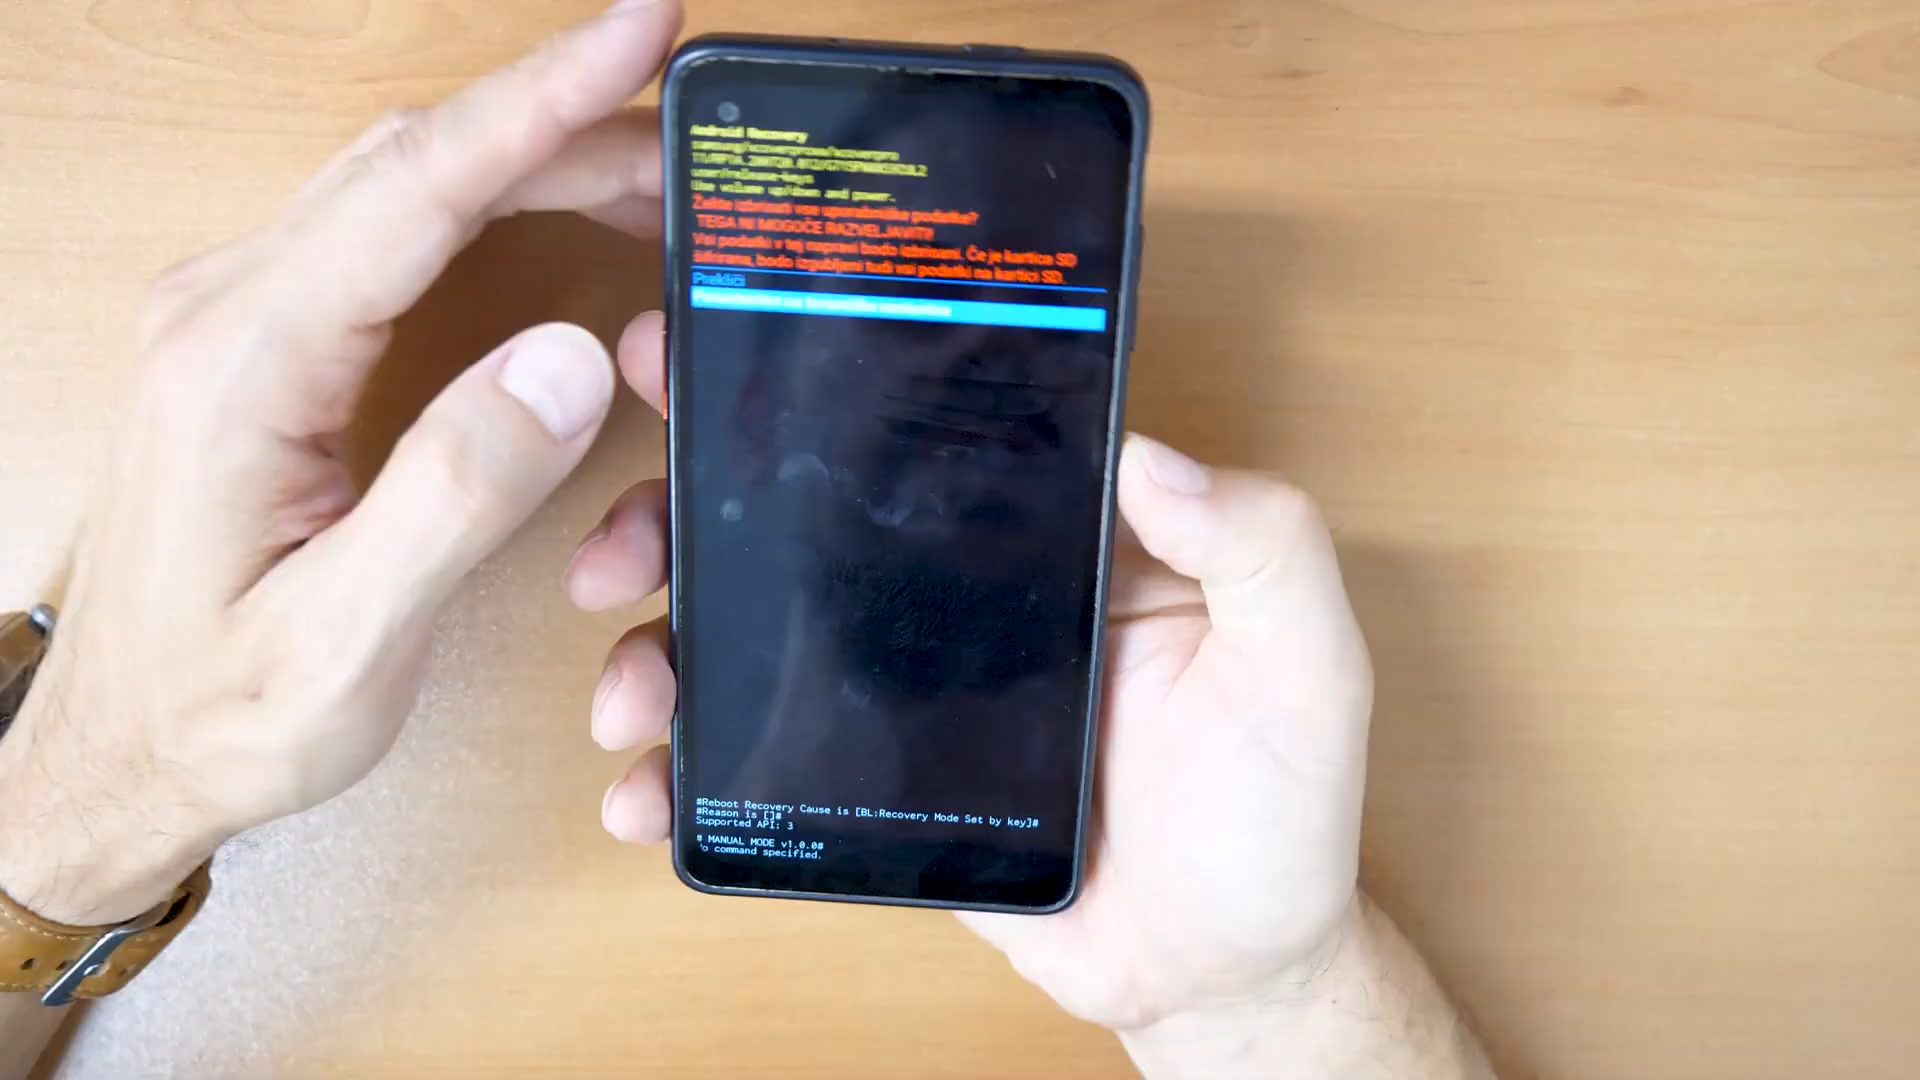 Android Recovery
user/release-keys
Use volume up/down and power.
Želite izbrisati vse uporabniške podatke?
TEGA NI MOGOČE RAZVELJAVITI!
Vsi podatki v tej napravi bodo izbrisani. Če je kartica SD
šifrirana, bodo izgubljeni tudi vsi podatki na kartici SD.
Prekliči
#Reboot Recovery Cause is [BL:Recovery Mode Set by key]#
#Reason is []#
Supported API: 3
# MANUAL MODE v1.0.0#
No command specified.